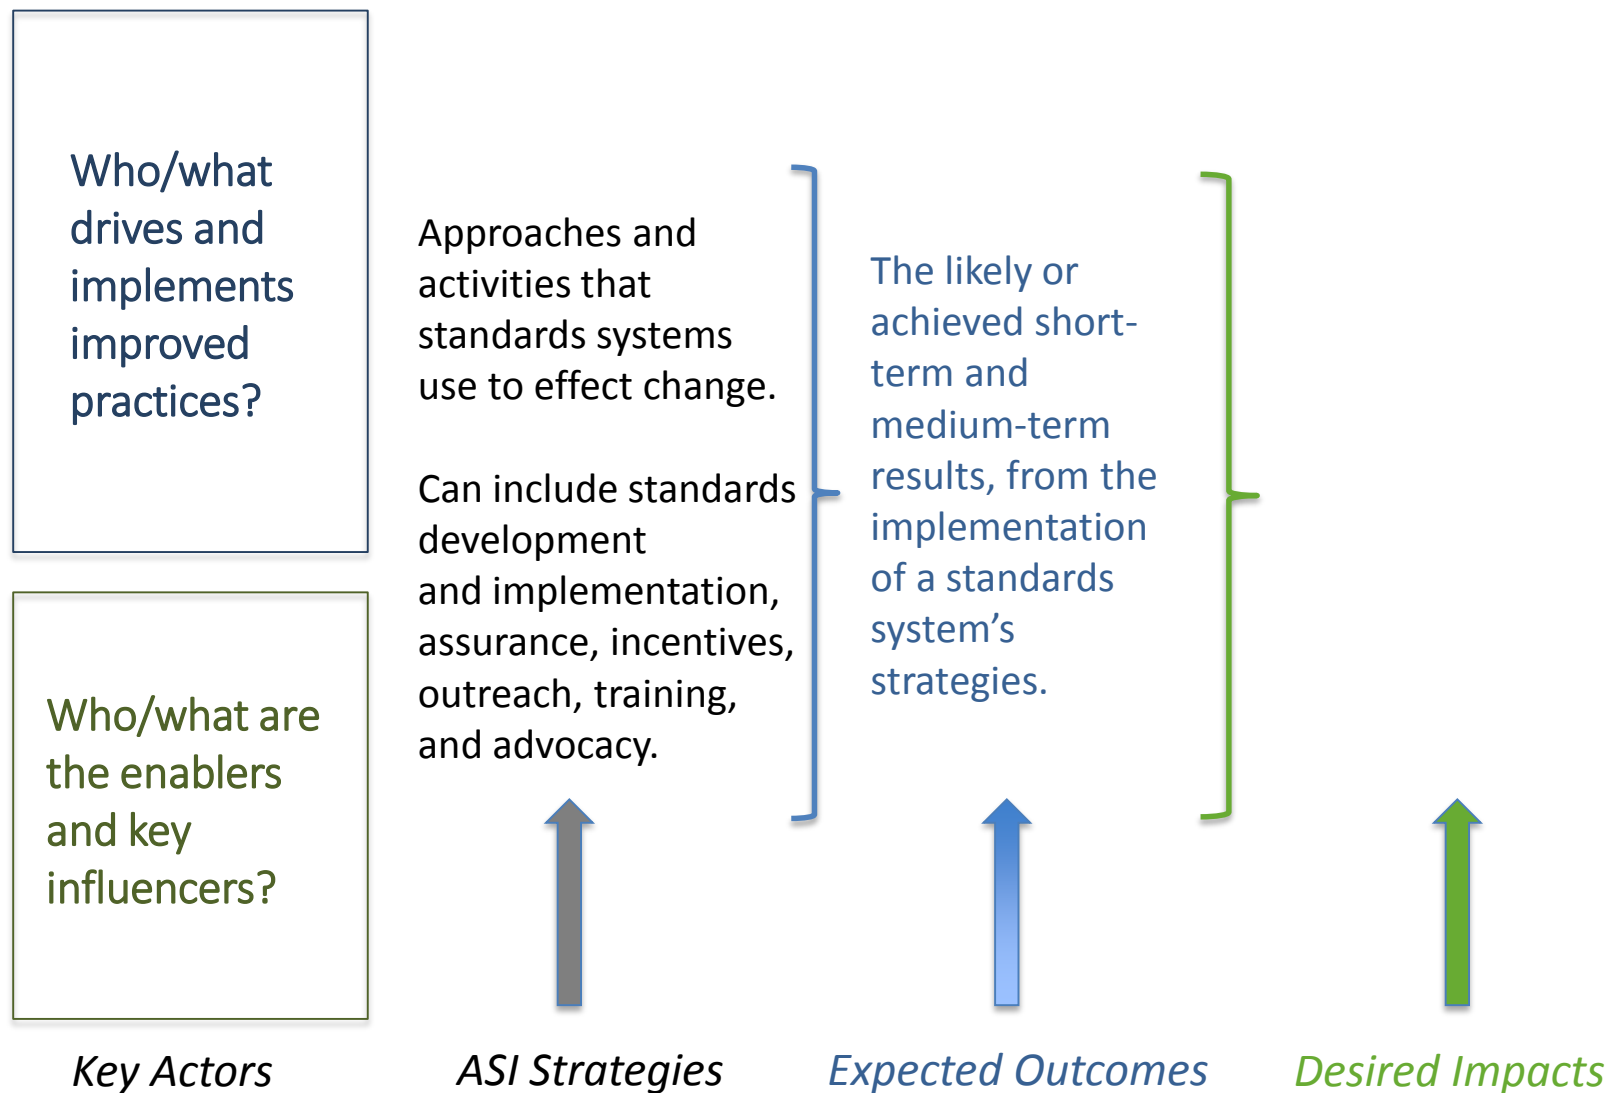 Who/what
drives and
implements
improved
practices?
Who/what are
the enablers
and key
influencers?
Approaches and
activities that
standards systems
use to effect change.
Can include standards
development
and implementation,
assurance, incentives,
outreach, training,
and advocacy.
The likely or
achieved short-
term and
medium-term
results, from the
implementation
of a standards
system’s
strategies.
Key Actors
ASI Strategies
Expected Outcomes
Desired Impacts